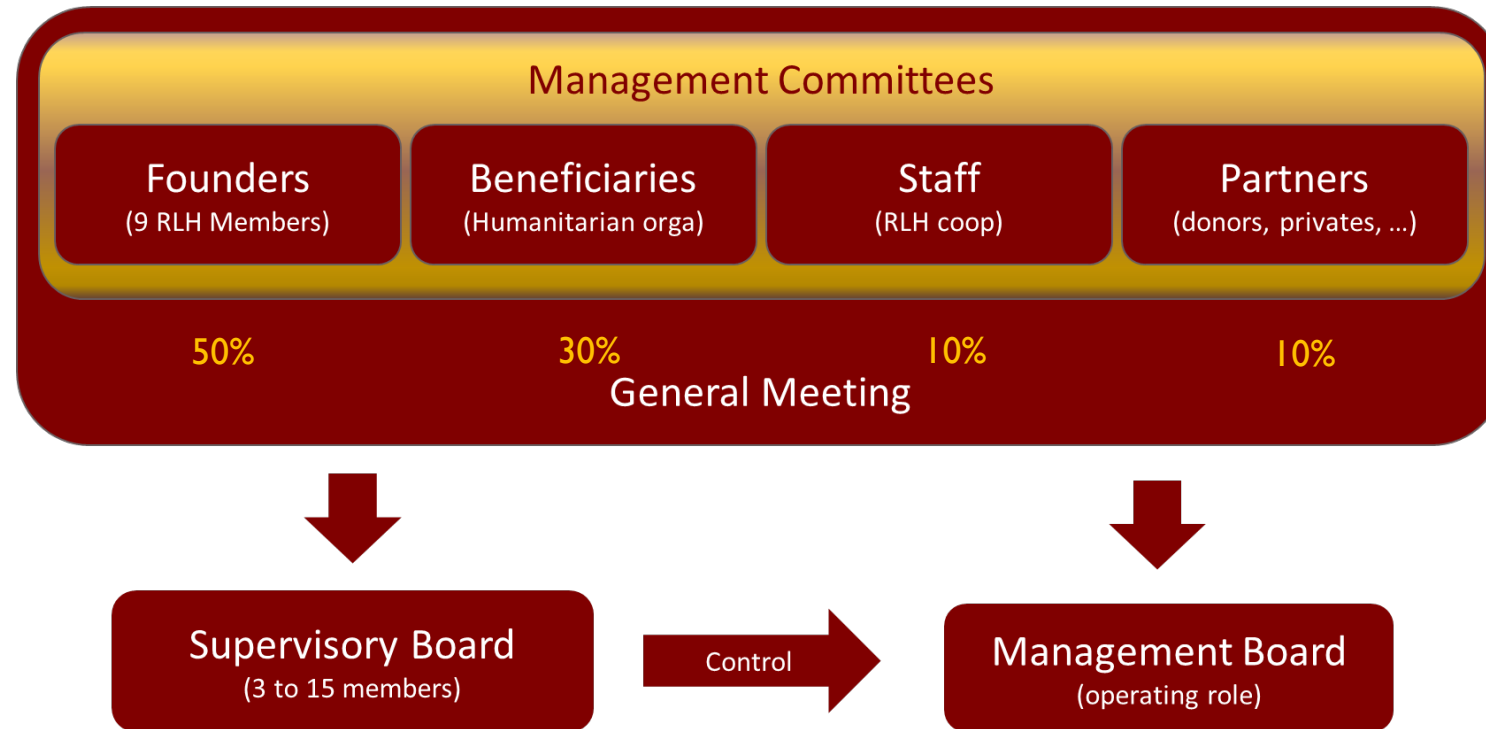 Management Committees
Founders
(9 RLH Members)
Beneficiaries
(Humanitarian orga)
Staff
(RLH coop)
Partners
(donors, privates, ...)
50%
30%
10%
10%
General Meeting
Supervisory Board
(3 to 15 members)
Control
Management Board
(operating role)